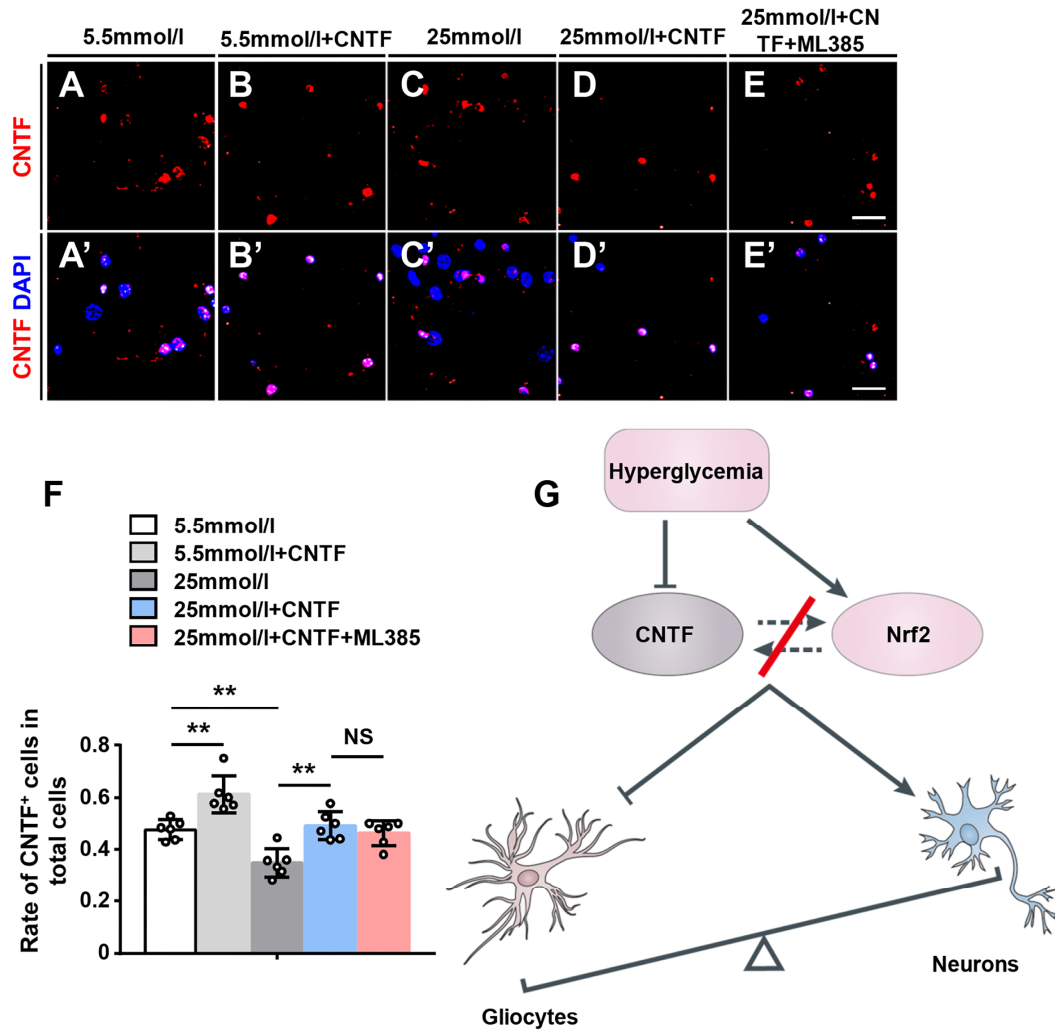 5.5mmol/l
5.5mmol/l+CNTF
25mmol/l
25mmol/l+CNTF
25mmol/l+CN
TF+ML385
CNTF
A
B
C
D
E
CNTF DAPI
A’
B’
C’
D’
E’
F
5.5mmol/l
5.5mmol/l+CNTF
25mmol/l
25mmol/l+CNTF
25mmol/l+CNTF+ML385
**
**
**
NS
Rate of CNTF+ cells in
total cells
0.8
0.6
0.4
0.2
0
G
Hyperglycemia
CNTF
Nrf2
Neurons
Gliocytes